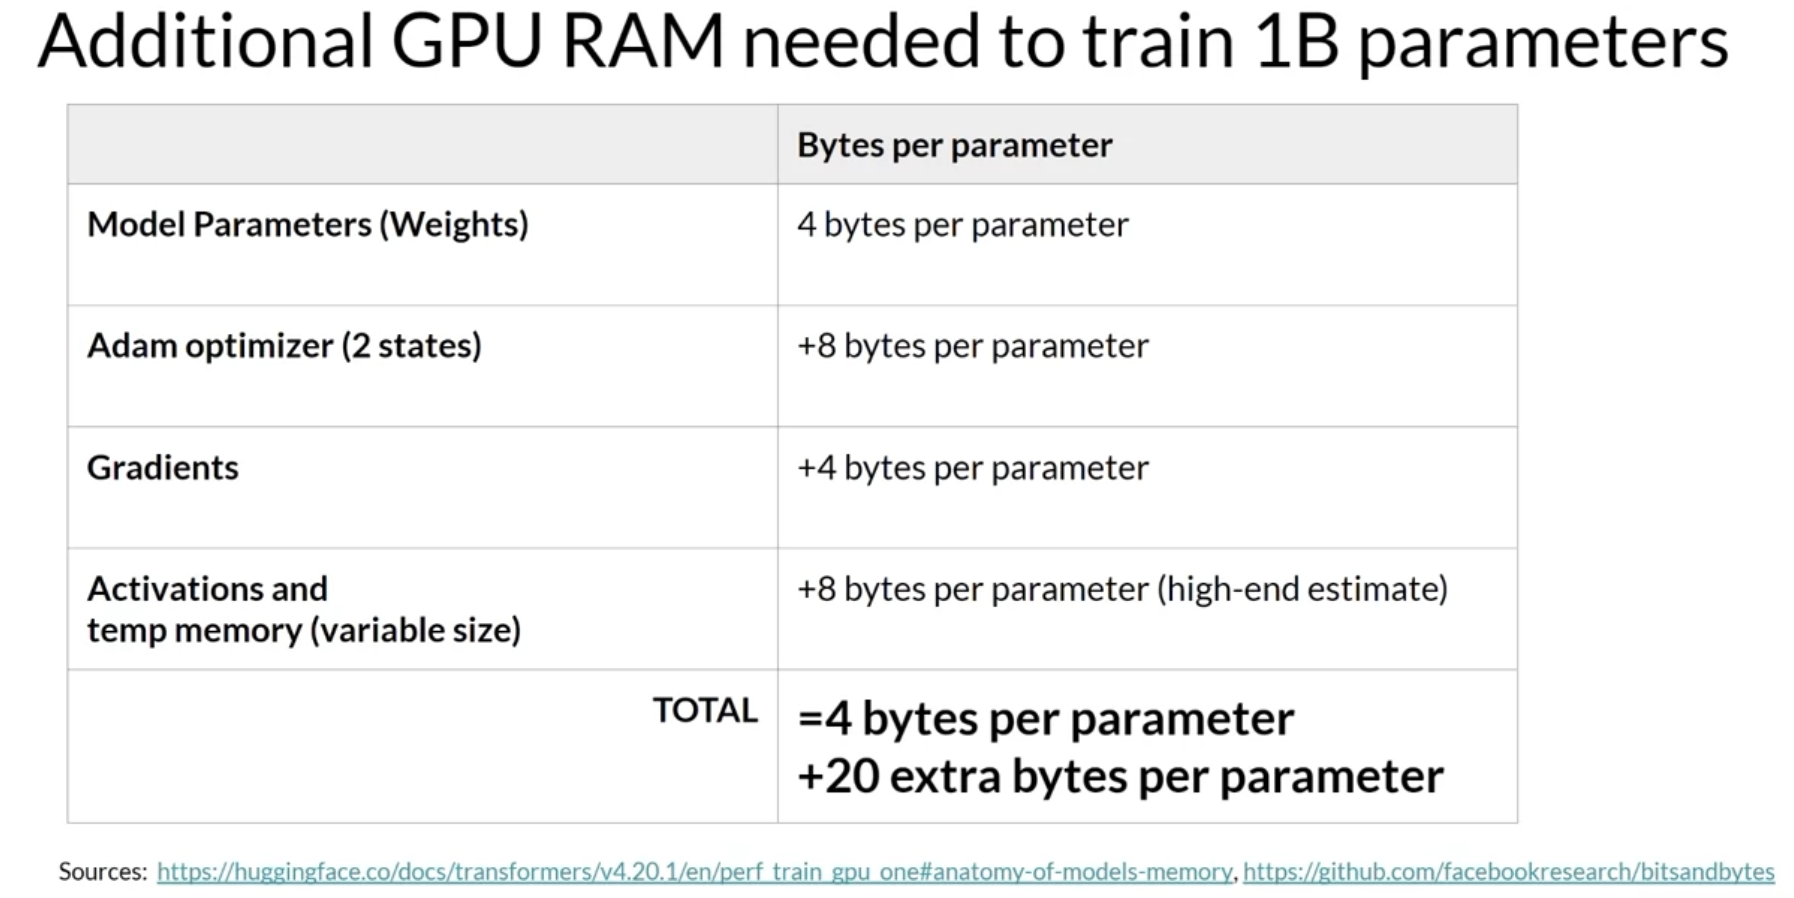 Additional GPU RAM needed to train 1B parameters
Bytes per parameter
Model Parameters (Weights)
4 bytes per parameter
Adam optimizer (2 states)
+8 bytes per parameter
Gradients
+4 bytes per parameter
Activations and
temp memory (variable size)
+8 bytes per parameter (high-end estimate)
TOTAL
=4 bytes per parameter
+20 extra bytes per parameter
Sources: https://huggingface.co/docs/transformers/v4.20.1/en/perf_train_gpu_one#anatomy-of-models-memory, https://github.com/facebookresearch/bitsandbytes